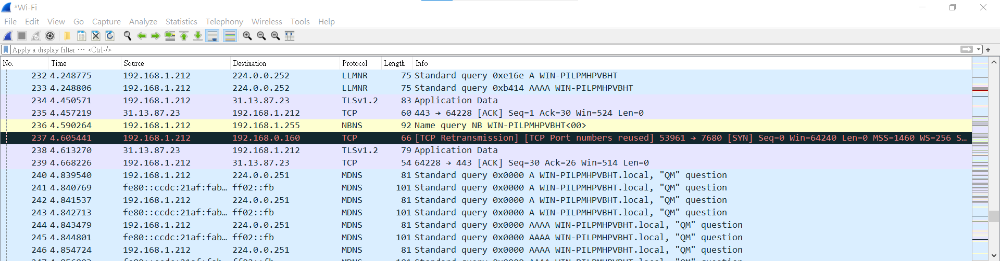 *Wi-Fi
File Edit View Go Capture Analyze Statistics Telephony Wireless Tools Help
Apply a display filter ⋯ <Ctrl-/>
No. Time Source Destination Protocol Length Info
232 4.248775 192.168.1.212 224.0.0.252 LLMNR 75 Standard query 0xe16e A WIN-PILPMHPVBHT
233 4.248806 192.168.1.212 224.0.0.252 LLMNR 75 Standard query 0xb414 AAAA WIN-PILPMHPVBHT
234 4.450571 192.168.1.212 31.13.87.23 TLSv1.2 83 Application Data
235 4.457219 31.13.87.23 192.168.1.212 TCP 60 443 → 64228 [ACK] Seq=1 Ack=30 Win=524 Len=0
236 4.590264 192.168.1.212 192.168.1.255 NBNS 92 Name query NB WIN-PILPMHPVBHT<00>
237 4.605441 192.168.1.212 192.168.0.160 TCP 66 [TCP Retransmission] [TCP Port numbers reused] 53961 → 7680 [SYN] Seq=0 Win=64240 Len=0 MSS=1460 WS=256 S…
238 4.613270 31.13.87.23 192.168.1.212 TLSv1.2 79 Application Data
239 4.668226 192.168.1.212 31.13.87.23 TCP 54 64228 → 443 [ACK] Seq=30 Ack=26 Win=514 Len=0
240 4.839540 192.168.1.212 224.0.0.251 MDNS 81 Standard query 0x0000 A WIN-PILPMHPVBHT.local, "QM" question
241 4.840769 fe80::ccdc:21af:fab… ff02::fb MDNS 101 Standard query 0x0000 A WIN-PILPMHPVBHT.local, "QM" question
242 4.841537 192.168.1.212 224.0.0.251 MDNS 81 Standard query 0x0000 A WIN-PILPMHPVBHT.local, "QM" question
243 4.842713 fe80::ccdc:21af:fab… ff02::fb MDNS 101 Standard query 0x0000 A WIN-PILPMHPVBHT.local, "QM" question
244 4.843479 192.168.1.212 224.0.0.251 MDNS 81 Standard query 0x0000 AAAA WIN-PILPMHPVBHT.local, "QM" question
245 4.844801 fe80::ccdc:21af:fab… ff02::fb MDNS 101 Standard query 0x0000 AAAA WIN-PILPMHPVBHT.local, "QM" question
246 4.854724 192.168.1.212 224.0.0.251 MDNS 81 Standard query 0x0000 AAAA WIN-PILPMHPVBHT.local, "QM" question